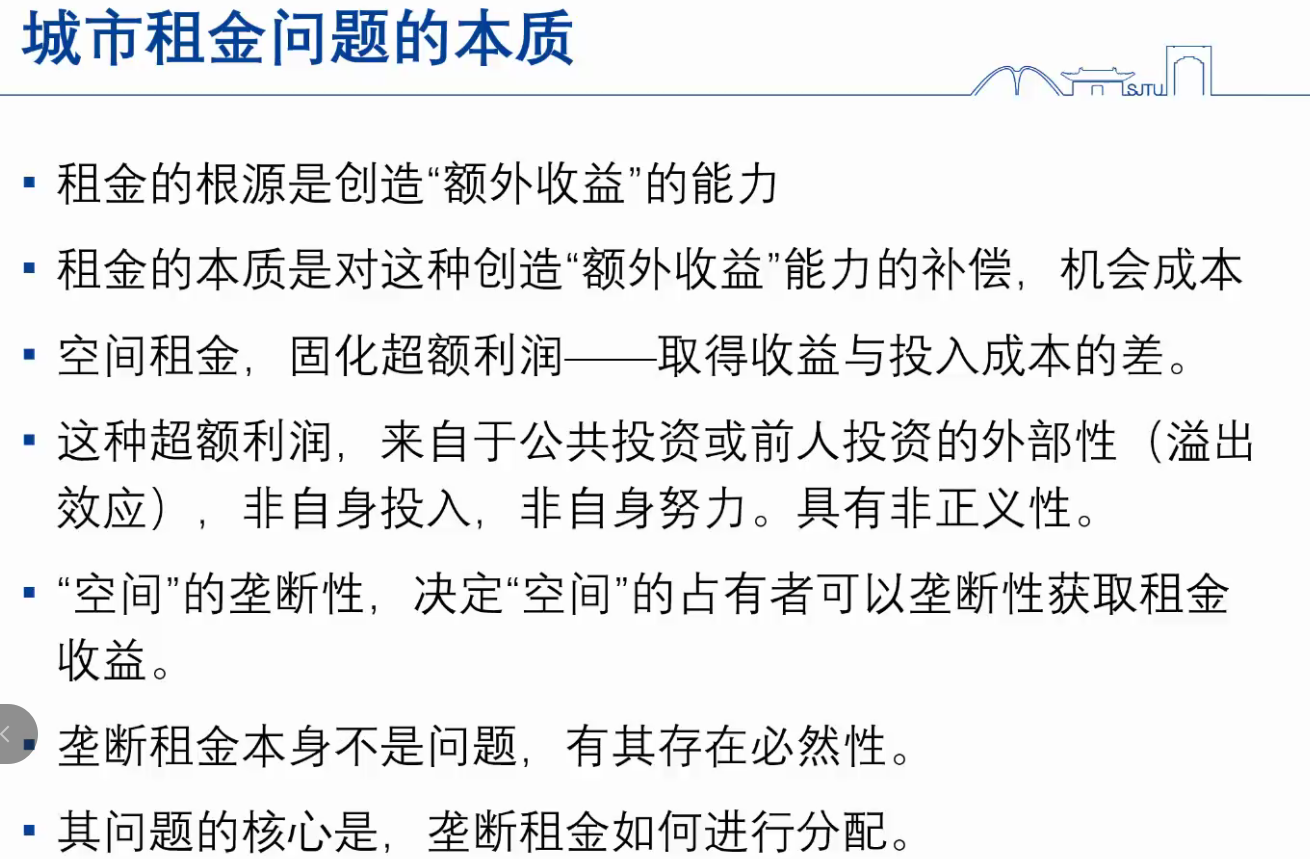 城市租金问题的本质
SJTU
▪ 租金的根源是创造“额外收益”的能力
▪ 租金的本质是对这种创造“额外收益”能力的补偿，机会成本
▪ 空间租金，固化超额利润——取得收益与投入成本的差。
▪ 这种超额利润，来自于公共投资或前人投资的外部性（溢出
效应），非自身投入，非自身努力。具有非正义性。
▪ “空间”的垄断性，决定“空间”的占有者可以垄断性获取租金
收益。
▪ 垄断租金本身不是问题，有其存在必然性。
▪ 其问题的核心是，垄断租金如何进行分配。